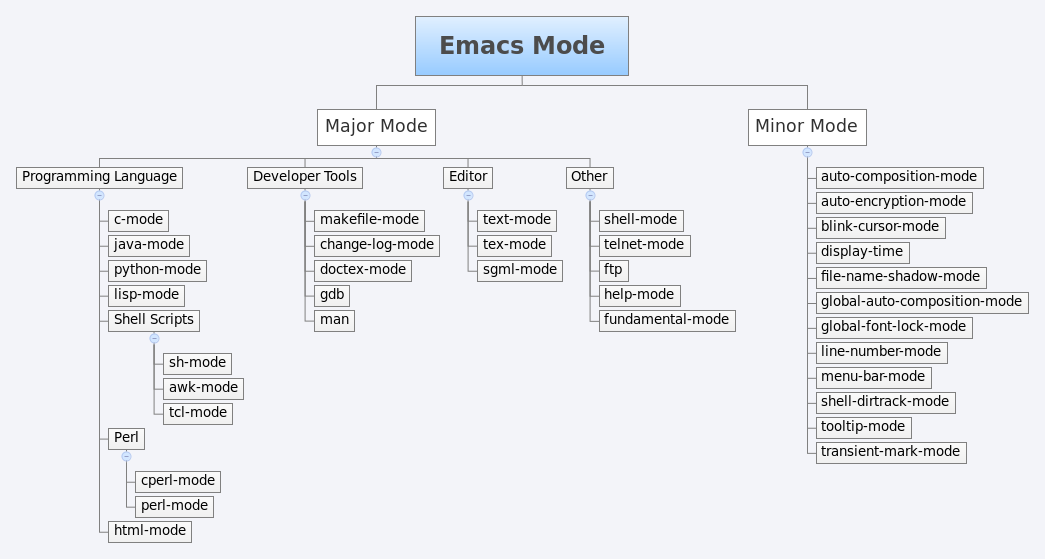 Emacs Mode
Major Mode
Minor Mode
Programming Language
c-mode
java-mode
python-mode
lisp-mode
Shell Scripts
sh-mode
awk-mode
tcl-mode
Perl
cperl-mode
perl-mode
html-mode
Developer Tools
makefile-mode
change-log-mode
doctex-mode
gdb
man
Editor
text-mode
tex-mode
sgml-mode
Other
shell-mode
telnet-mode
ftp
help-mode
fundamental-mode
auto-composition-mode
auto-encryption-mode
blink-cursor-mode
display-time
file-name-shadow-mode
global-auto-composition-mode
global-font-lock-mode
line-number-mode
menu-bar-mode
shell-dirtrack-mode
tooltip-mode
transient-mark-mode